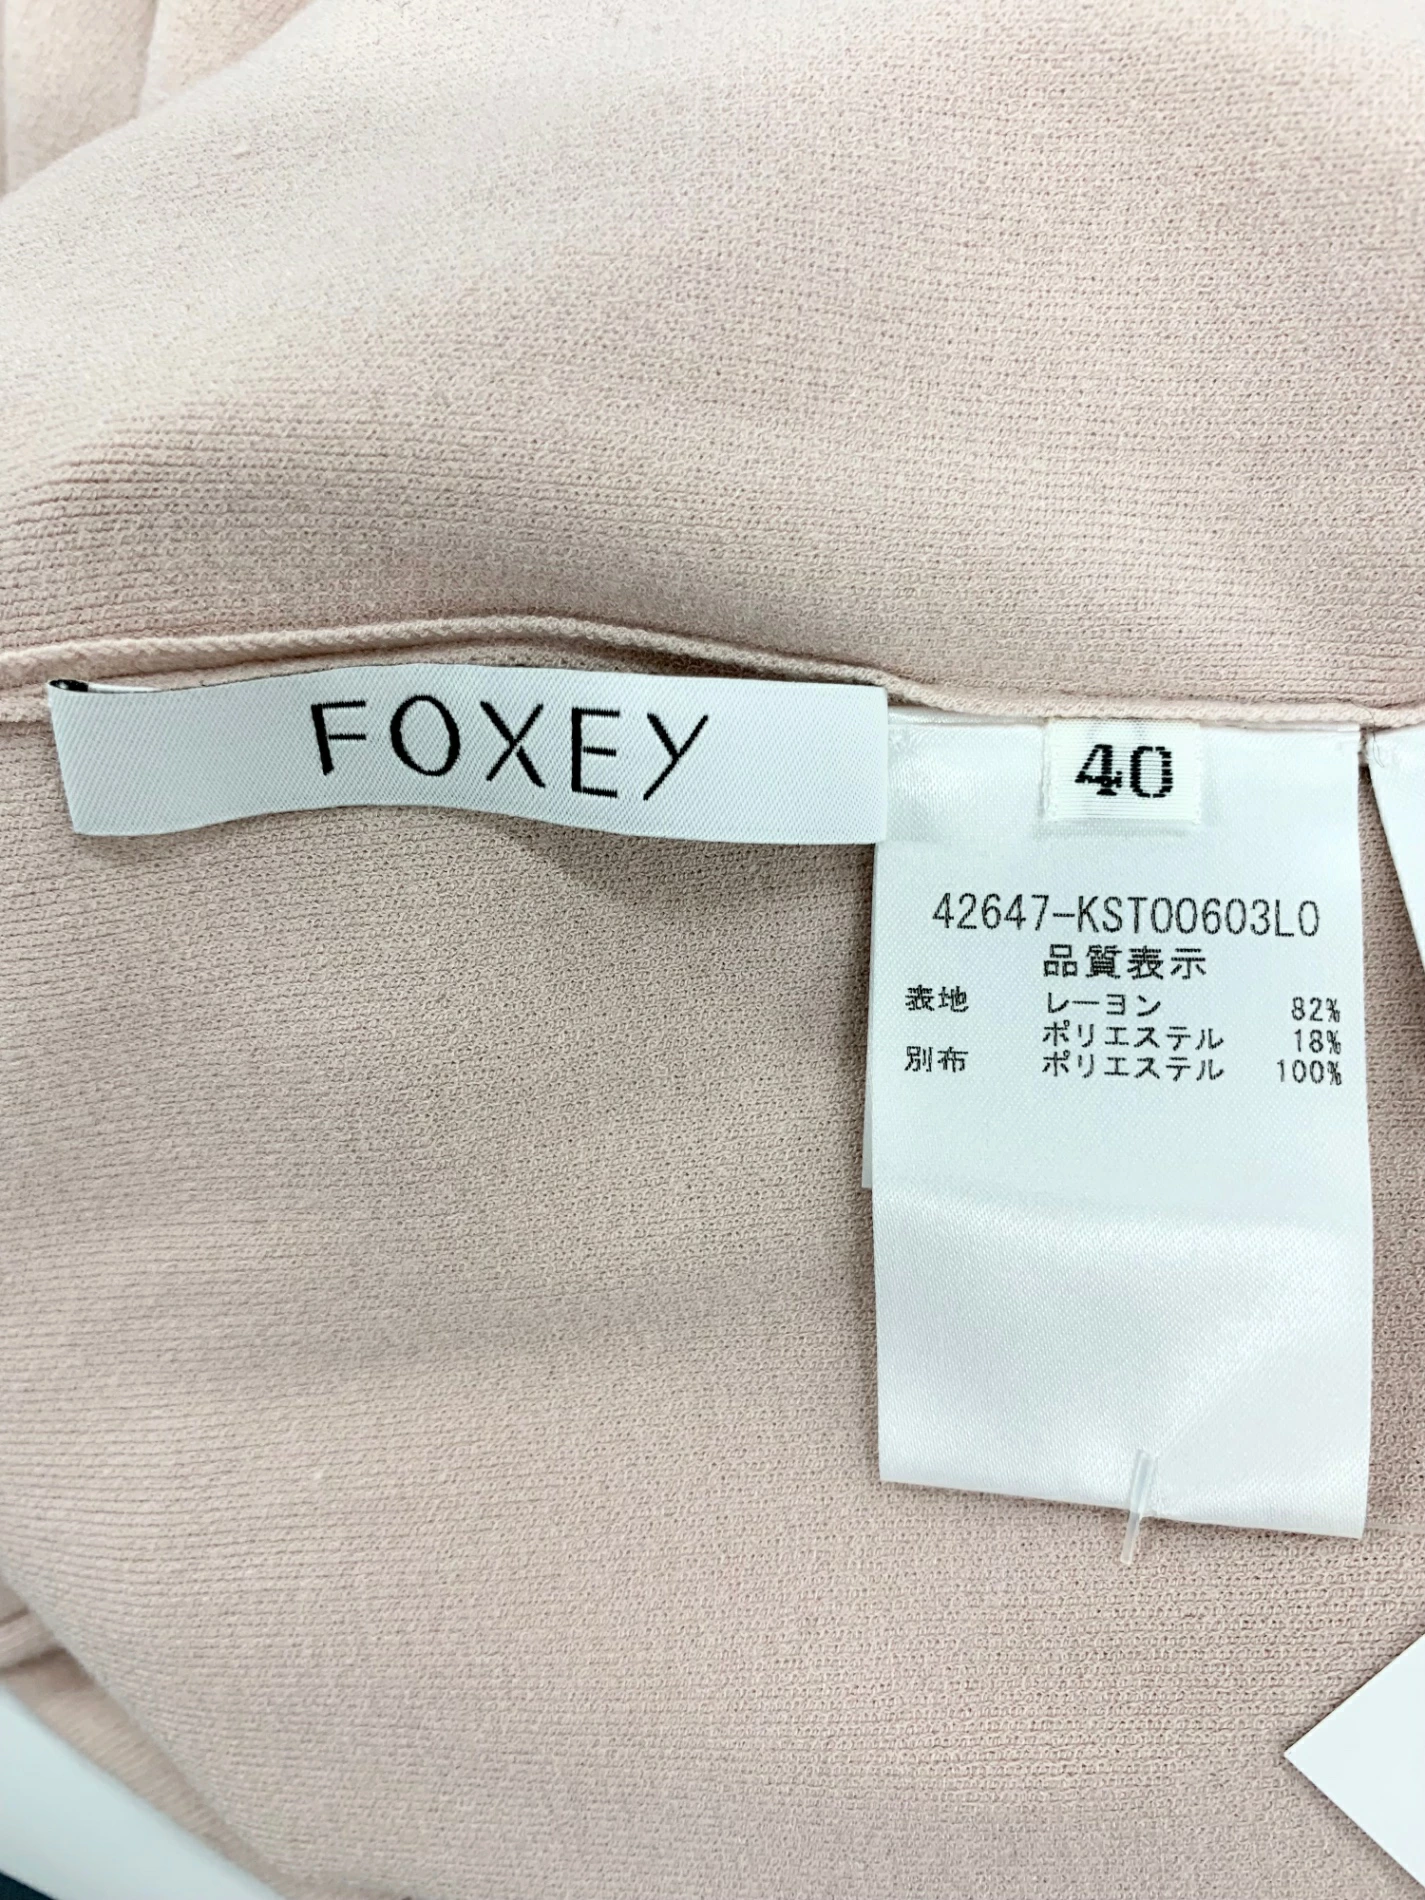 FOXEY
40
42647-KST00603L0
品質表示
表地 レーヨン 82%
ポリエステル 18%
別布 ポリエステル 100%